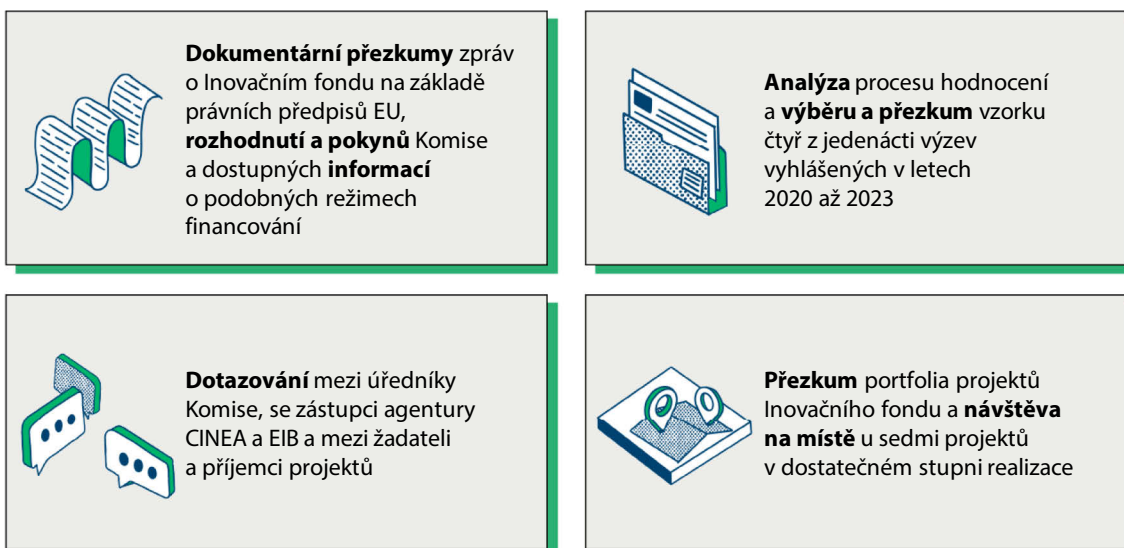 Dokumentární přezkumy zpráv
o Inovačním fondu na základě
právních předpisů EU,
rozhodnutí a pokynů Komise
a dostupných informací
o podobných režimech
financování
Analýza procesu hodnocení
a výběru a přezkum vzorku
čtyř z jedenácti výzev
vyhlášených v letech
2020 až 2023
Dotazování mezi úředníky
Komise, se zástupci agentury
CINEA a EIB a mezi žadateli
a příjemci projektů
Přezkum portfolia projektů
Inovačního fondu a návštěva
na místě u sedmi projektů
v dostatečném stupni realizace